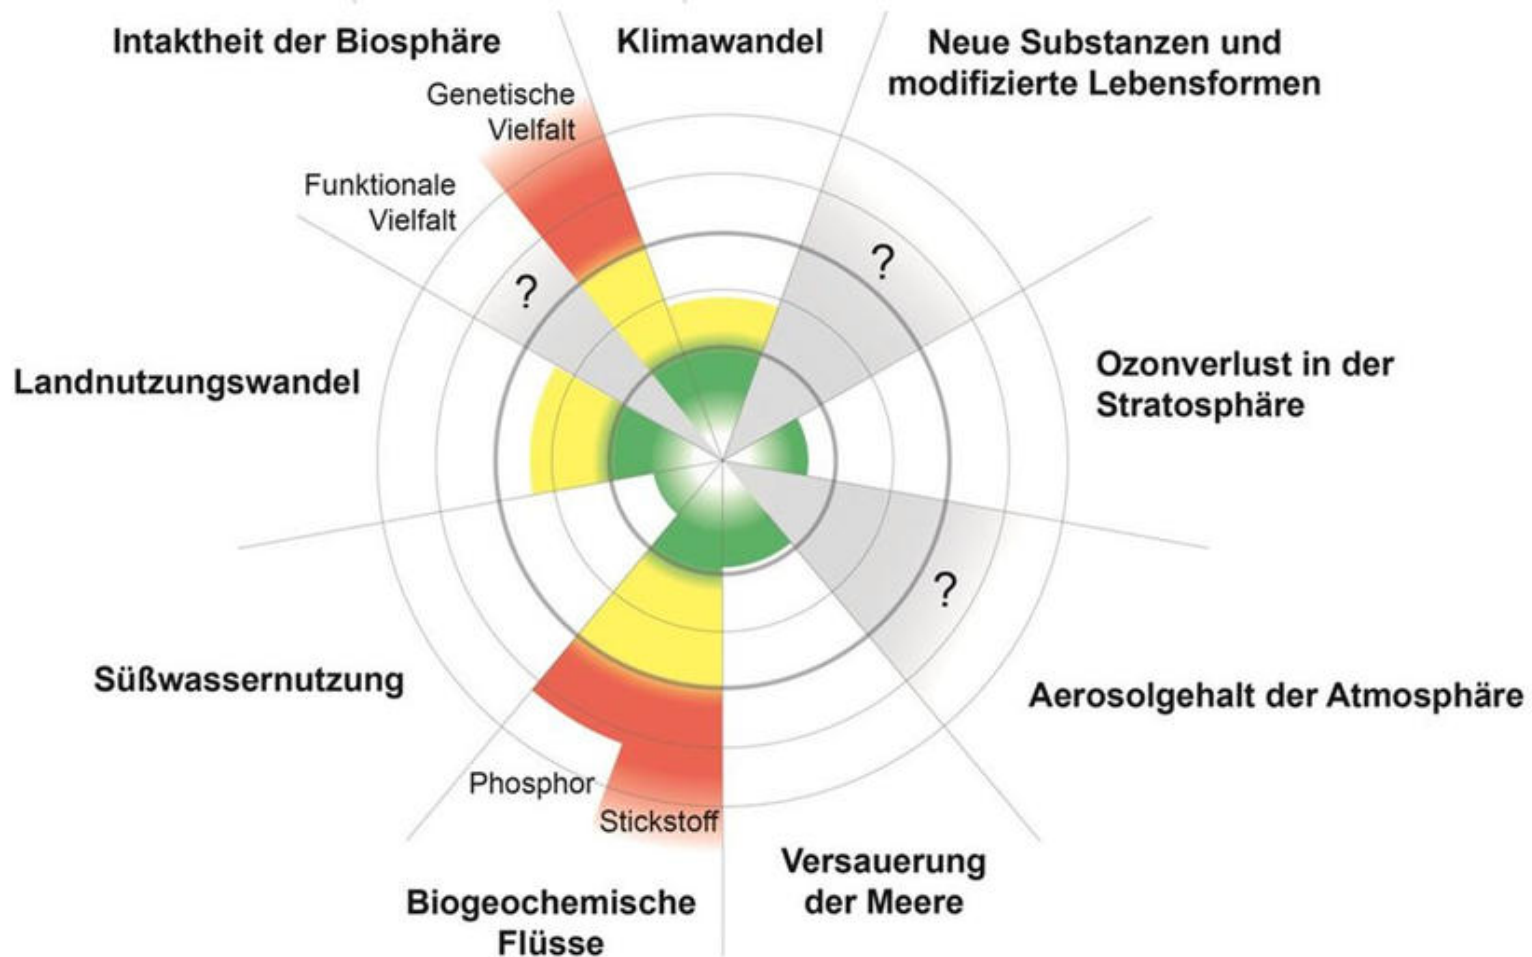 Intaktheit der Biosphäre
Klimawandel
Neue Substanzen und
modifizierte Lebensformen
Genetische
Vielfalt
Funktionale
Vielfalt
?
?
Landnutzungswandel
Ozonverlust in der
Stratosphäre
?
Süßwassernutzung
Aerosolgehalt der Atmosphäre
Phosphor
Stickstoff
Biogeochemische
Flüsse
Versauerung
der Meere